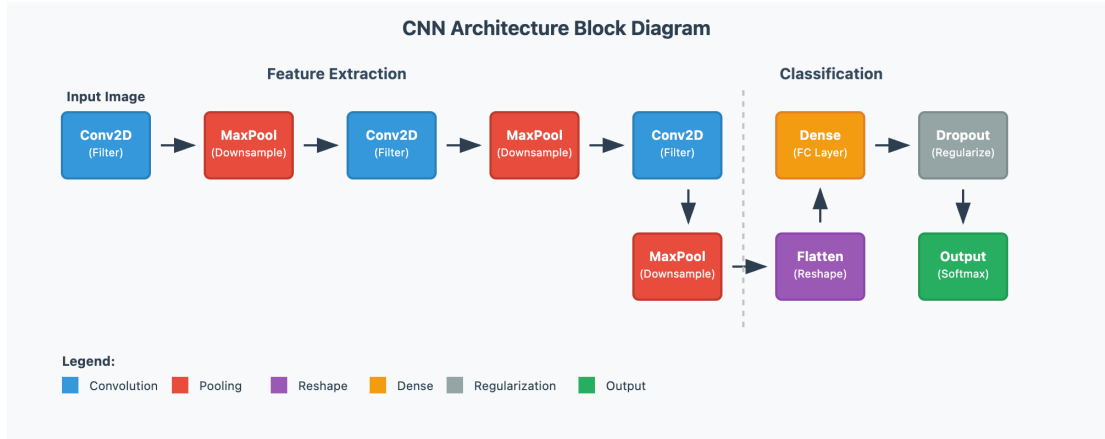 CNN Architecture Block Diagram
Feature Extraction
Classification
Input Image
Conv2D
(Filter)
MaxPool
(Downsample)
Conv2D
(Filter)
MaxPool
(Downsample)
Conv2D
(Filter)
Dense
(FC Layer)
Dropout
(Regularize)
MaxPool
(Downsample)
Flatten
(Reshape)
Output
(Softmax)
Legend:
Convolution
Pooling
Reshape
Dense
Regularization
Output